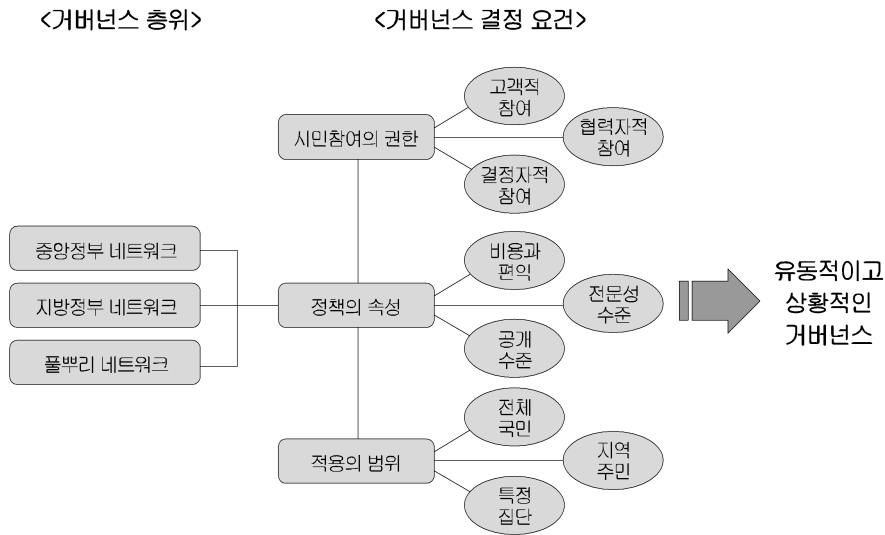 <거버넌스 층위>
<거버넌스 결정 요건>
중앙정부 네트워크
지방정부 네트워크
풀뿌리 네트워크
시민참여의 권한
고객적
참여
협력자적
참여
결정자적
참여
정책의 속성
비용과
편익
전문성
수준
공개
수준
적용의 범위
전체
국민
지역
주민
특정
집단
유동적이고
상황적인
거버넌스